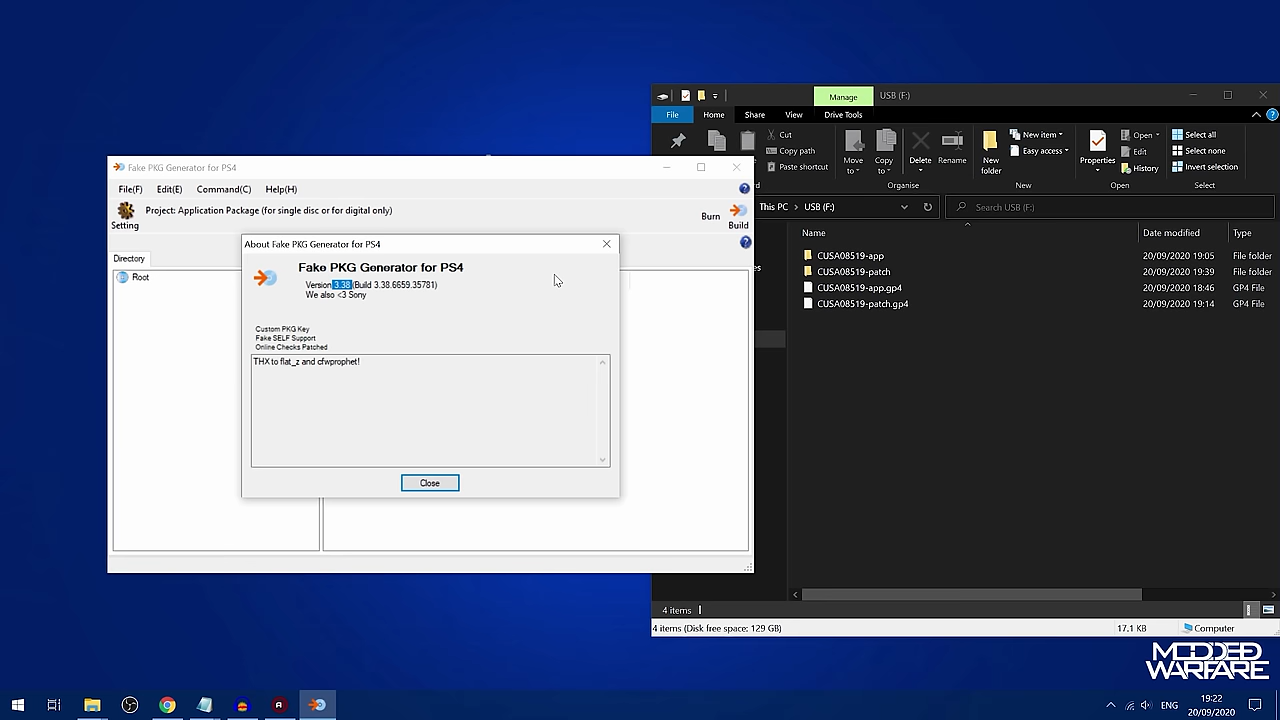 Manage
USB (F:)
File
Home
Share
View
Drive Tools
Cut
Copy path
Paste shortcut
Move to
Copy to
Delete
Rename
New folder
New item
Easy access
Properties
Open
Edit
History
Select all
Select none
Invert selection
Organise
New
Open
Select
This PC > USB (F:)
Search USB (F:)
Name
Date modified
Type
CUSA08519-app 20/09/2020 19:05 File folder
CUSA08519-patch 20/09/2020 19:39 File folder
CUSA08519-app.gp4 20/09/2020 18:46 GP4 File
CUSA08519-patch.gp4 20/09/2020 19:14 GP4 File
4 items
4 items (Disk free space: 129 GB)
17.1 KB
Computer
Fake PKG Generator for PS4
File(F)
Edit(E)
Command(C)
Help(H)
Setting
Project: Application Package (for single disc or for digital only)
Burn
Build
Directory
Root
About Fake PKG Generator for PS4
Fake PKG Generator for PS4
Version 3.38 (Build 3.38.6659.35781)
We also <3 Sony
Custom PKG Key
Fake SELF Support
Online Checks Patched
THX to flat_z and cfwprophet!
Close
MODDED
WARFARE
ENG
19:22
20/09/2020